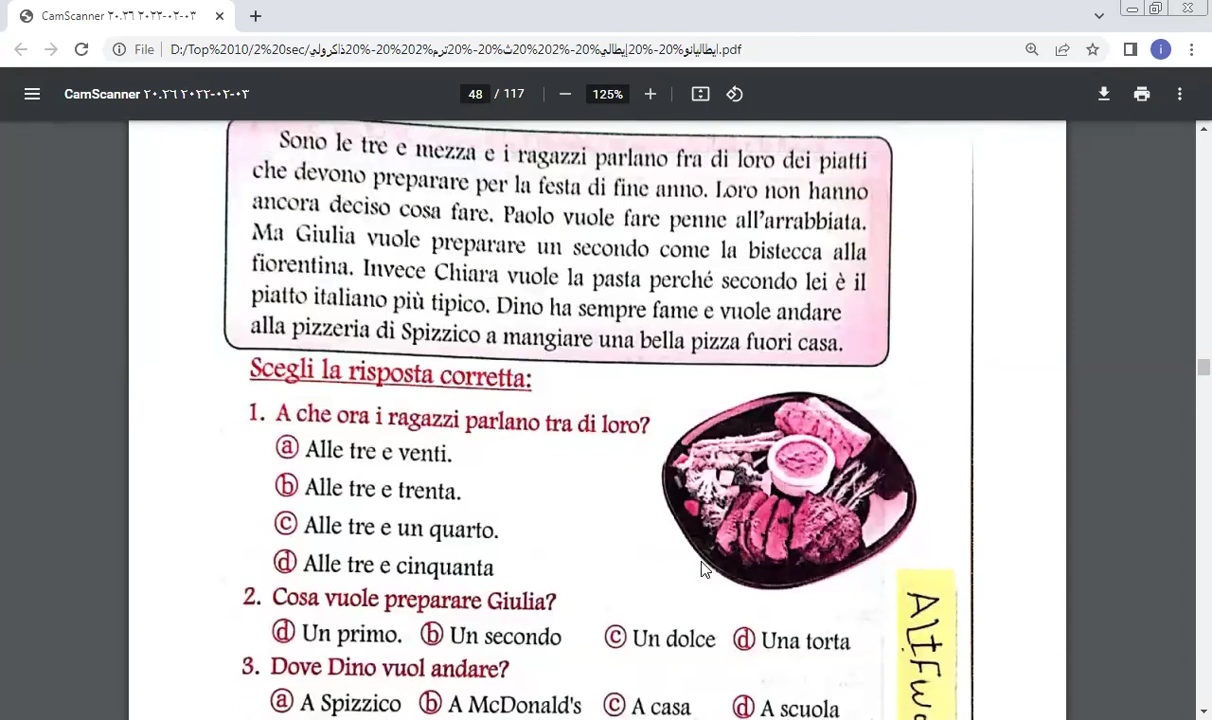 CamScanner ٢٠٢٢-٠٢-٠٣ ٢٠.٢٦
File
D:/Top%2010/2%20sec/ايطاليانو%20-%20إيطالي%20-%202%20ث%20-%20ترم%202%20-%20ذاكرولي.pdf
CamScanner ٢٠٢٢-٠٢-٠٣ ٢٠.٢٦
48 / 117
125%
Sono le tre e mezza e i ragazzi parlano fra di loro dei piatti
che devono preparare per la festa di fine anno. Loro non hanno
ancora deciso cosa fare. Paolo vuole fare penne all'arrabbiata.
Ma Giulia vuole preparare un secondo come la bistecca alla
fiorentina. Invece Chiara vuole la pasta perché secondo lei è il
piatto italiano più tipico. Dino ha sempre fame e vuole andare
alla pizzeria di Spizzico a mangiare una bella pizza fuori casa.
Scegli la risposta corretta:
1. A che ora i ragazzi parlano tra di loro?
ⓐ Alle tre e venti.
ⓑ Alle tre e trenta.
ⓒ Alle tre e un quarto.
ⓓ Alle tre e cinquanta
2. Cosa vuole preparare Giulia?
ⓓ Un primo. ⓑ Un secondo ⓒ Un dolce ⓓ Una torta
3. Dove Dino vuol andare?
ⓐ A Spizzico ⓑ A McDonald's ⓒ A casa ⓓ A scuola